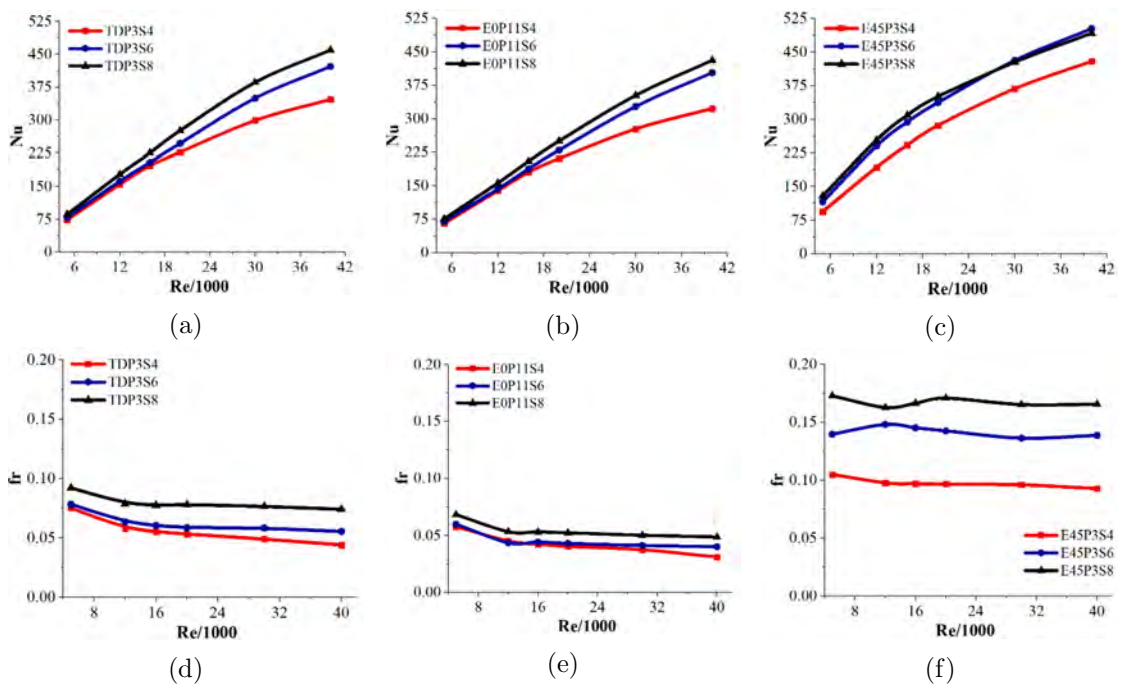 525
450
375
300
225
150
75
0
Nu
TDP3S4
TDP3S6
TDP3S8
6 12 18 24 30 36 42
Re/1000
(a)
525
450
375
300
225
150
75
0
Nu
E0P11S4
E0P11S6
E0P11S8
6 12 18 24 30 36 42
Re/1000
(b)
525
450
375
300
225
150
75
0
Nu
E45P3S4
E45P3S6
E45P3S8
6 12 18 24 30 36 42
Re/1000
(c)
0.20
0.15
0.10
0.05
0.00
fr
TDP3S4
TDP3S6
TDP3S8
8 16 24 32 40
Re/1000
(d)
0.20
0.15
0.10
0.05
0.00
fr
E0P11S4
E0P11S6
E0P11S8
8 16 24 32 40
Re/1000
(e)
0.20
0.15
0.10
0.05
0.00
fr
E45P3S4
E45P3S6
E45P3S8
8 16 24 32 40
Re/1000
(f)